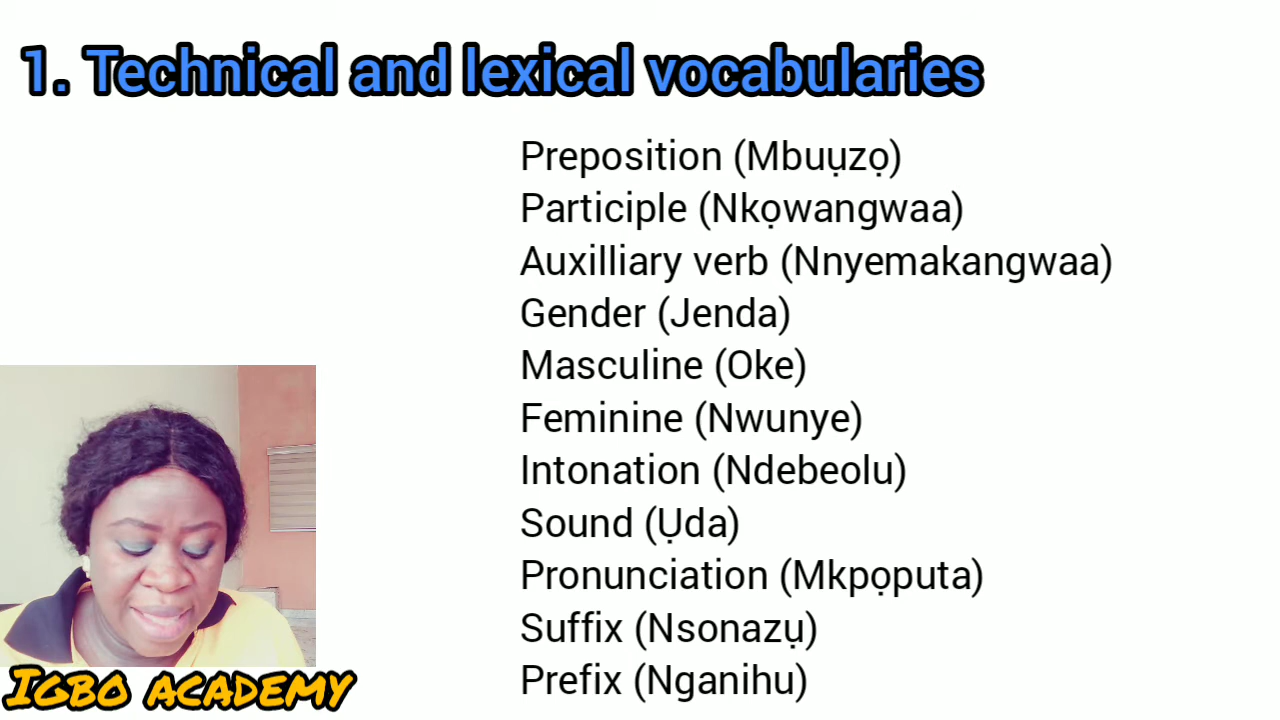 1. Technical and lexical vocabularies
Preposition (Mbuụzọ)
Participle (Nkọwangwaa)
Auxilliary verb (Nnyemakangwaa)
Gender (Jenda)
Masculine (Oke)
Feminine (Nwunye)
Intonation (Ndebeolu)
Sound (Ụda)
Pronunciation (Mkpọputa)
Suffix (Nsonazụ)
Prefix (Nganihu)
IGBO ACADEMY